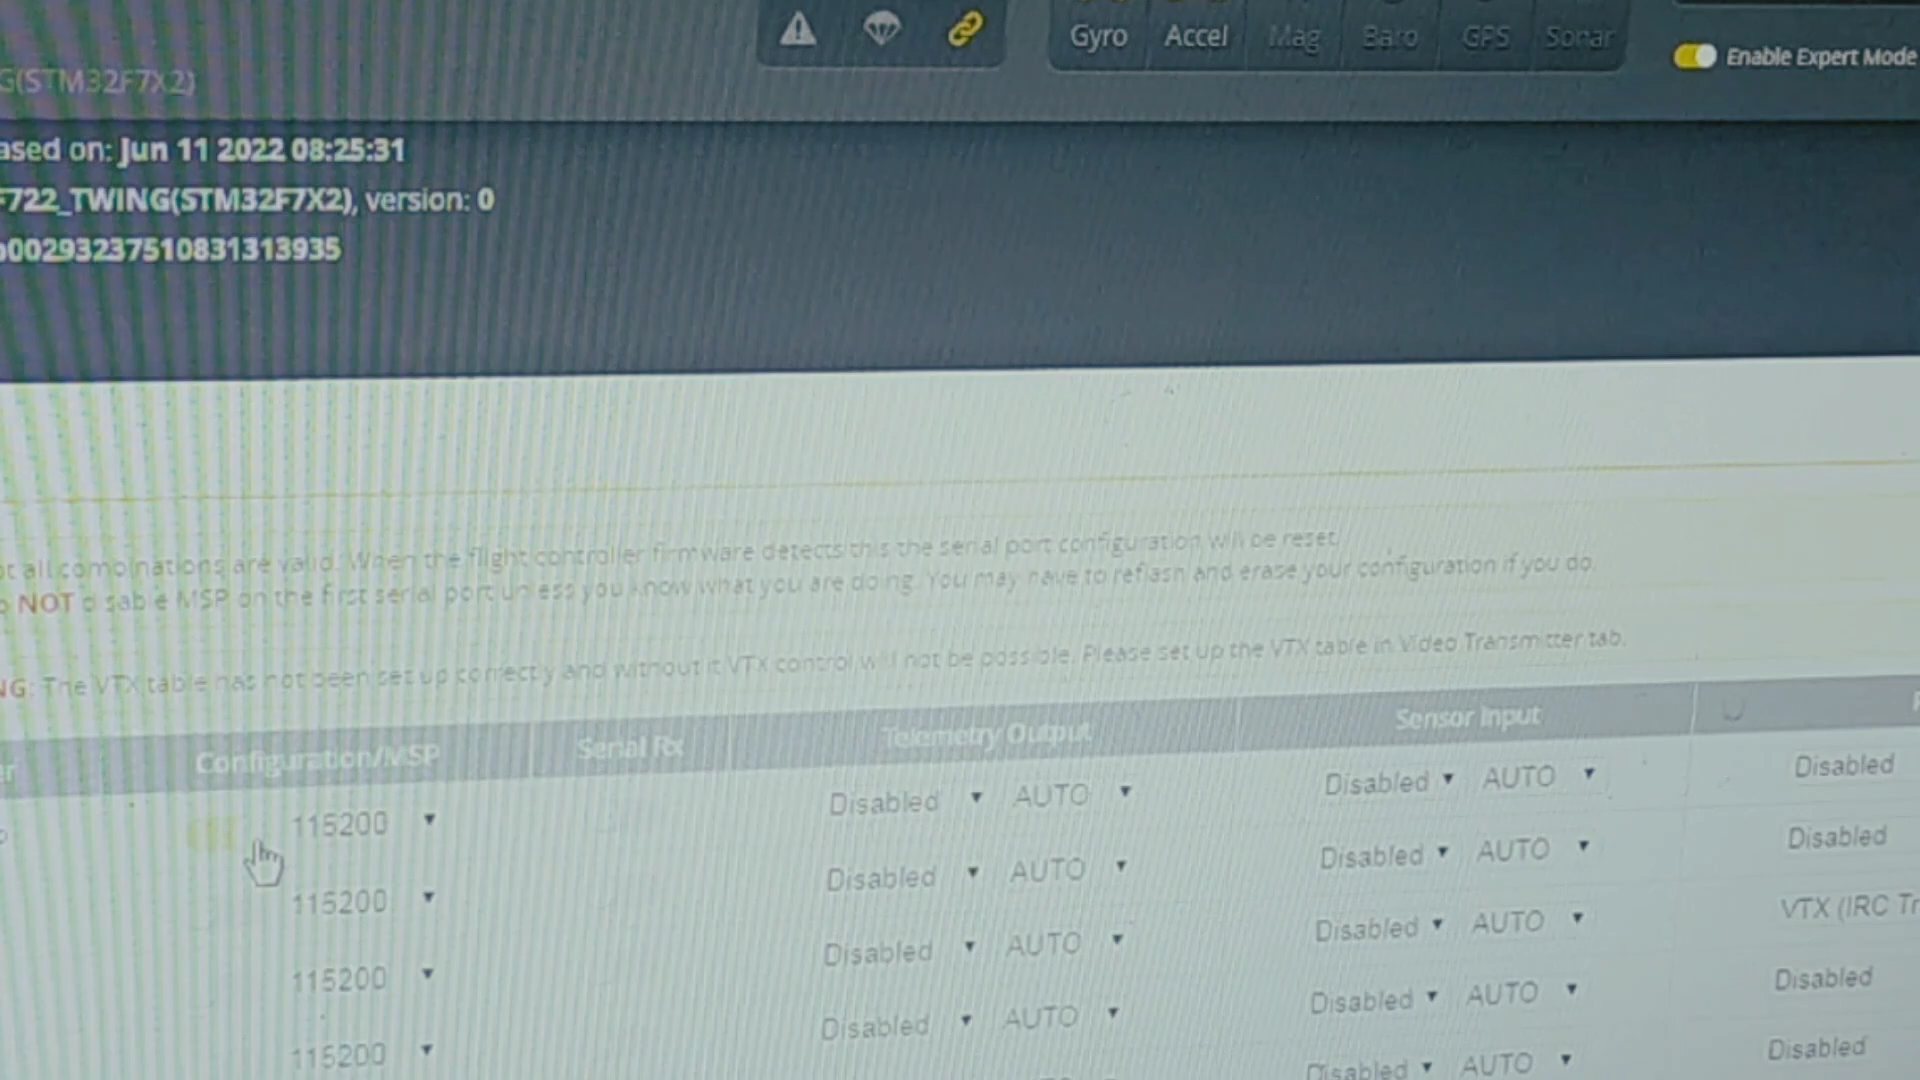 Gyro Accel Mag Baro GPS Sonar
Enable Expert Mode
G(STM32F7X2)
ased on: Jun 11 2022 08:25:31
F722_TWING(STM32F7X2), version: 0
0029323751083131 3935
ot all combinations are valid. When the flight controller firmware detects this the serial port configuration will be reset.
o NOT disable MSP on the first serial port unless you know what you are doing. You may have to reflash and erase your configuration if you do.
NG: The VTX table has not been set up correctly and without it VTX control will not be possible. Please set up the VTX table in Video Transmitter tab.
er Configuration/MSP Serial Rx Telemetry Output Sensor Input
115200 Disabled AUTO Disabled AUTO Disabled
115200 Disabled AUTO Disabled AUTO Disabled
115200 Disabled AUTO Disabled AUTO VTX (IRC Tr
115200 Disabled AUTO Disabled AUTO Disabled
Disabled AUTO Disabled